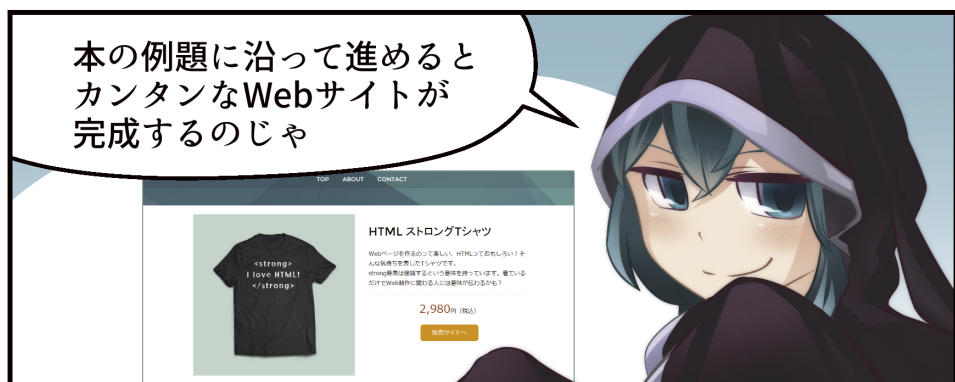 本の例題に沿って進めると
カンタンなWebサイトが
完成するのじゃ
TOP ABOUT CONTACT
HTML ストロングTシャツ
Webページを作るのって楽しい、HTMLっておもしろい！そ
んな気持ちを表したTシャツです。
strong要素は強調するという意味を持っています。着ている
だけでWeb制作に関わる人には意味が伝わるかも？
<strong>
I love HTML!
</strong>
2,980円（税込）
販売サイトへ